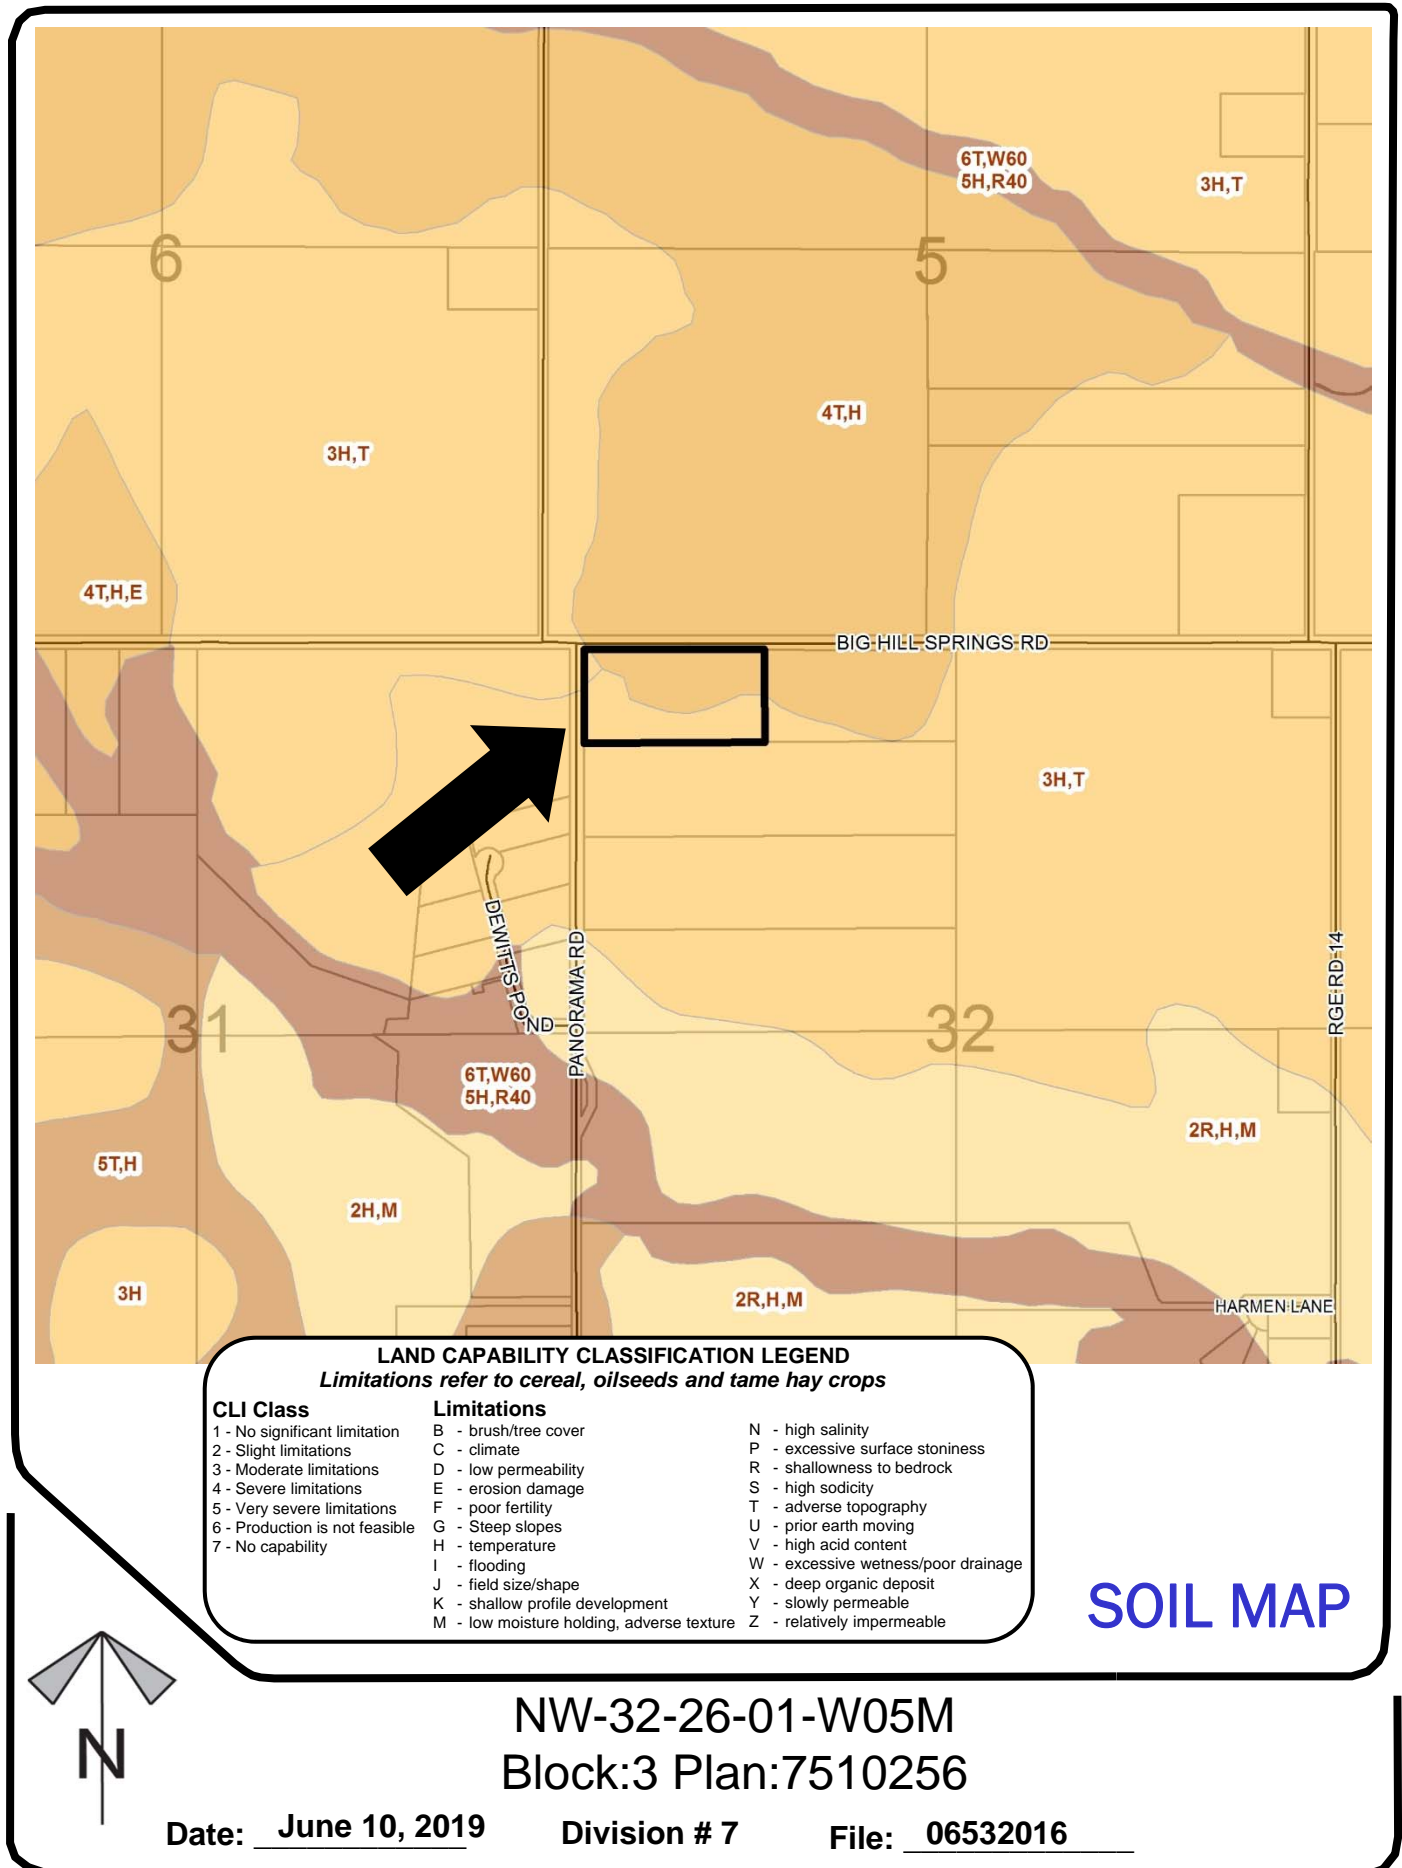 6T,W60
5H,R40
3H,T
6
5
4T,H
3H,T
4T,H,E
BIG HILL SPRINGS RD
3H,T
DEWITTS POND
PANORAMA RD
RGE RD 14
31
32
6T,W60
5H,R40
2R,H,M
5T,H
2H,M
3H
2R,H,M
HARMEN LANE
LAND CAPABILITY CLASSIFICATION LEGEND
Limitations refer to cereal, oilseeds and tame hay crops
CLI Class
1 - No significant limitation
2 - Slight limitations
3 - Moderate limitations
4 - Severe limitations
5 - Very severe limitations
6 - Production is not feasible
7 - No capability
Limitations
B - brush/tree cover
C - climate
D - low permeability
E - erosion damage
F - poor fertility
G - Steep slopes
H - temperature
I - flooding
J - field size/shape
K - shallow profile development
M - low moisture holding, adverse texture
N - high salinity
P - excessive surface stoniness
R - shallowness to bedrock
S - high sodicity
T - adverse topography
U - prior earth moving
V - high acid content
W - excessive wetness/poor drainage
X - deep organic deposit
Y - slowly permeable
Z - relatively impermeable
SOIL MAP
N
NW-32-26-01-W05M
Block:3 Plan:7510256
Date: June 10, 2019 Division # 7 File: 06532016